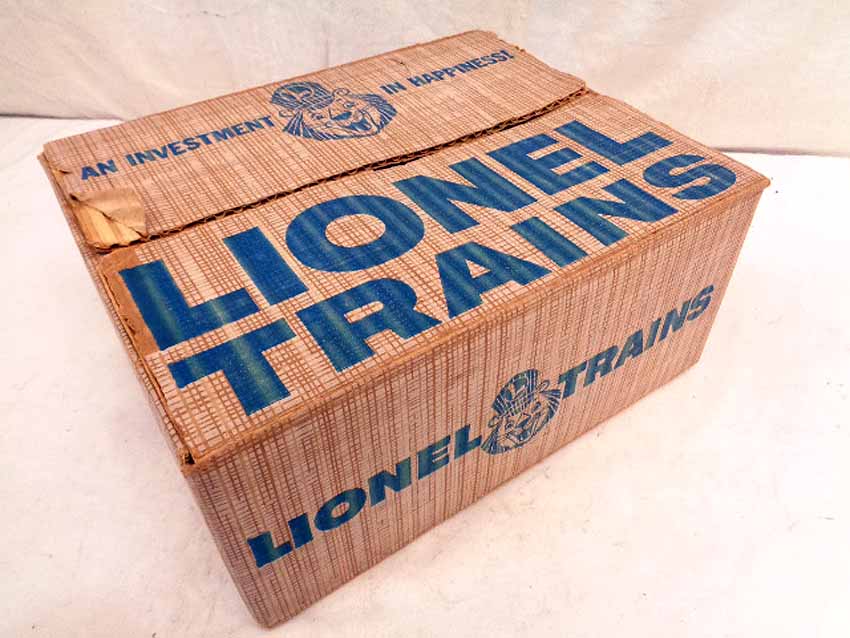 AN INVESTMENT IN HAPPINESS!
LIONEL
TRAINS
LIONEL TRAINS